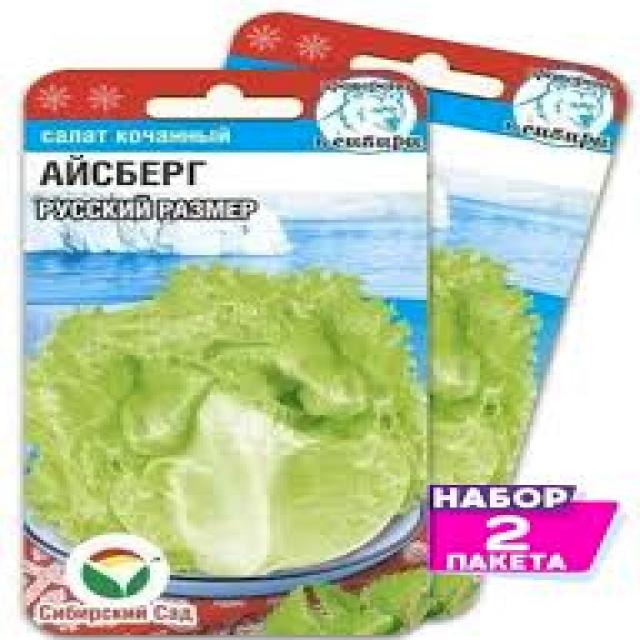 салат кочанный
АЙСБЕРГ
РУССКИЙ РАЗМЕР
Сибирский Сад
НАБОР
2
ПАКЕТА